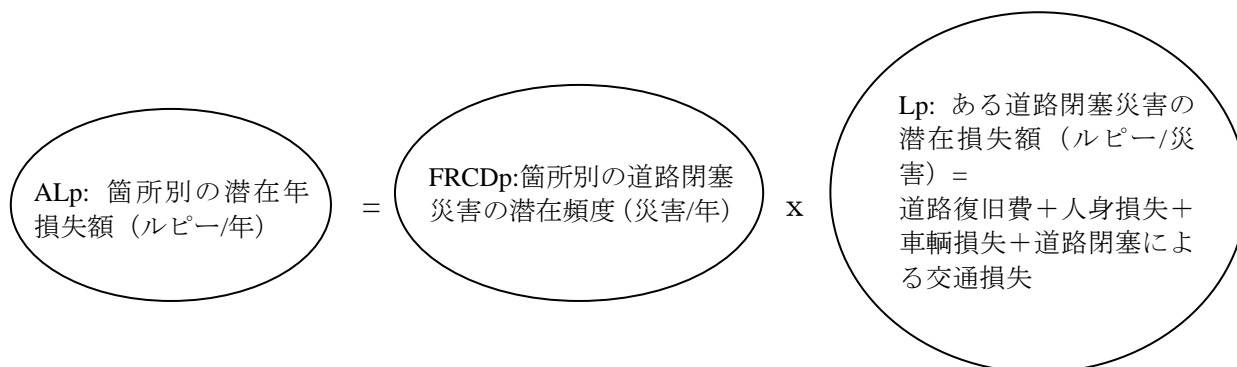 ALp: 箇所別の潜在年
損失額（ルピー/年）
=
FRCDp:箇所別の道路閉塞
災害の潜在頻度（災害/年）
x
Lp: ある道路閉塞災害の
潜在損失額（ルピー/災
害）=
道路復旧費＋人身損失＋
車輌損失＋道路閉塞によ
る交通損失